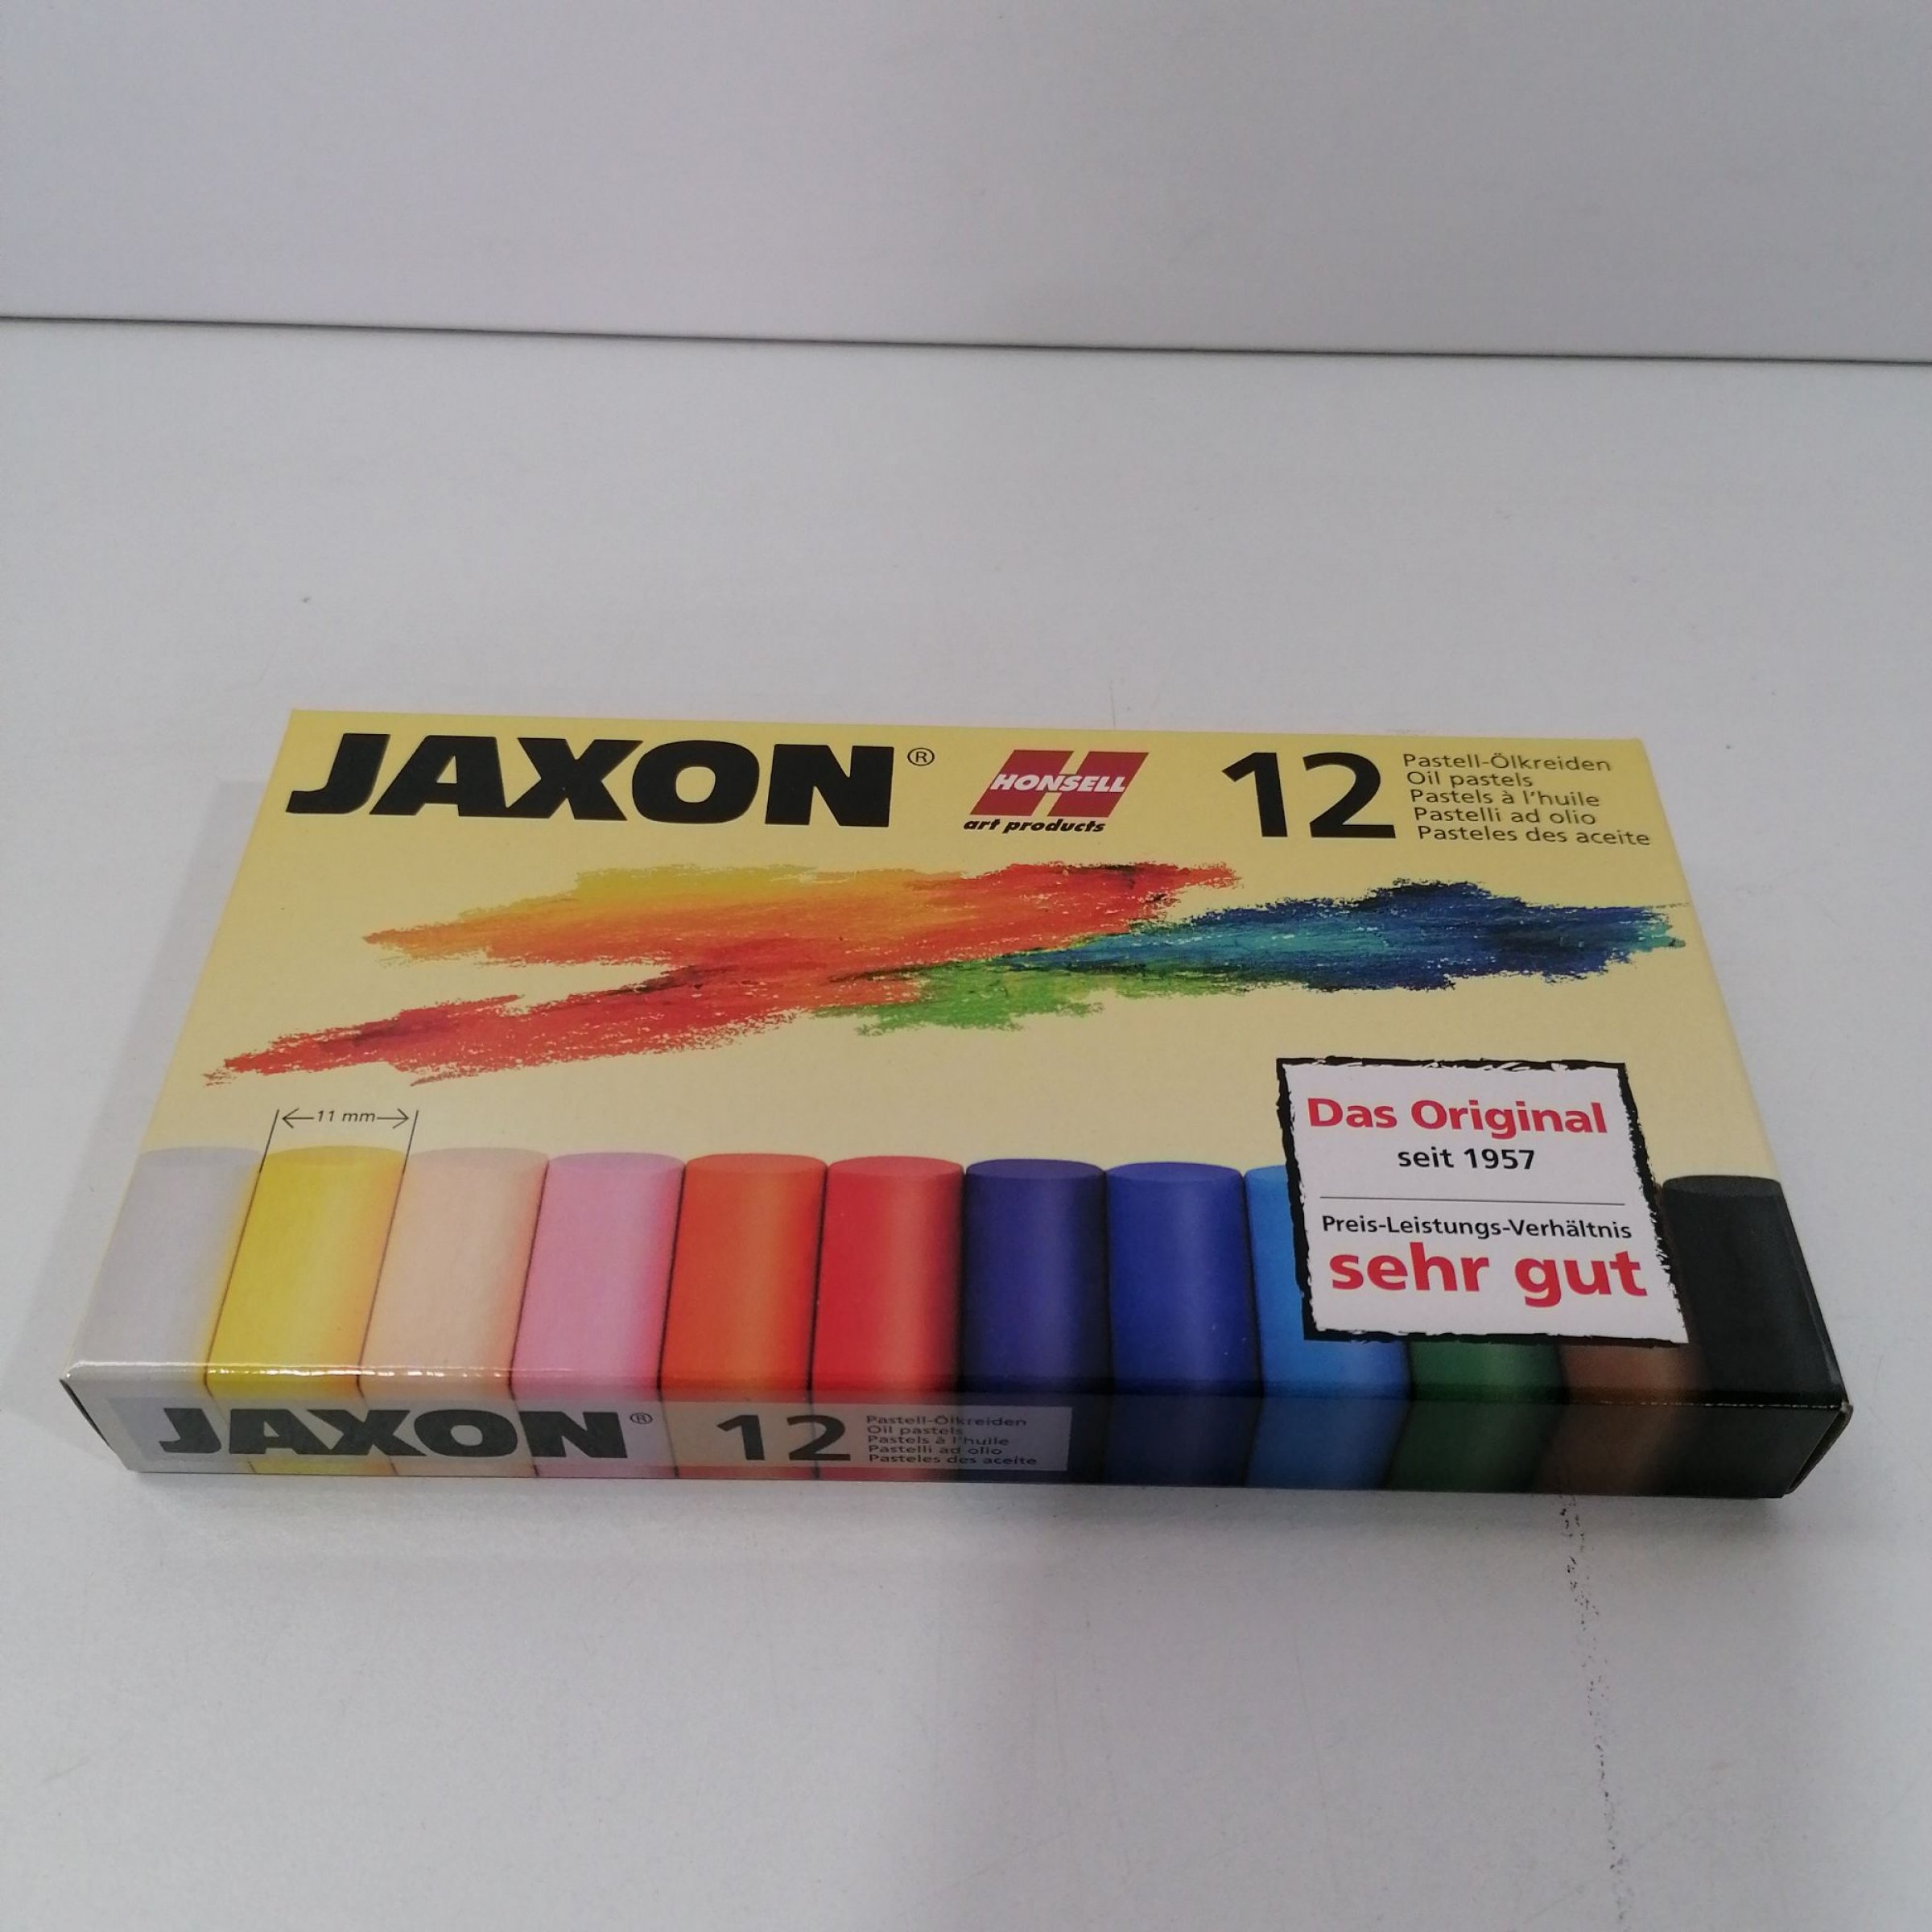 JAXON®
HONSELL
art products
12
Pastell-Ölkreiden
Oil pastels
Pastels à l'huile
Pastelli ad olio
Pasteles des aceite
11 mm
Das Original
seit 1957
Preis-Leistungs-Verhältnis
sehr gut
JAXON®
12
Pastell-Ölkreiden
Oil pastels
Pastels à l'huile
Pastelli ad olio
Pasteles des aceite